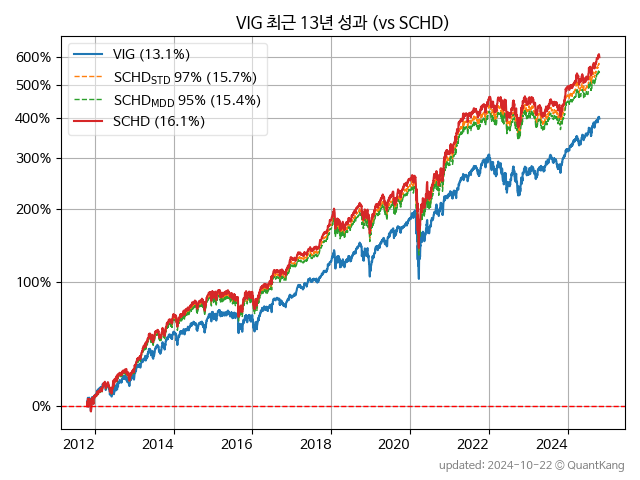 VIG 최근 13년 성과 (vs SCHD)
VIG (13.1%)
SCHD_STD 97% (15.7%)
SCHD_MDD 95% (15.4%)
SCHD (16.1%)
600%
500%
400%
300%
200%
100%
0%
2012 2014 2016 2018 2020 2022 2024
updated: 2024-10-22 © QuantKang